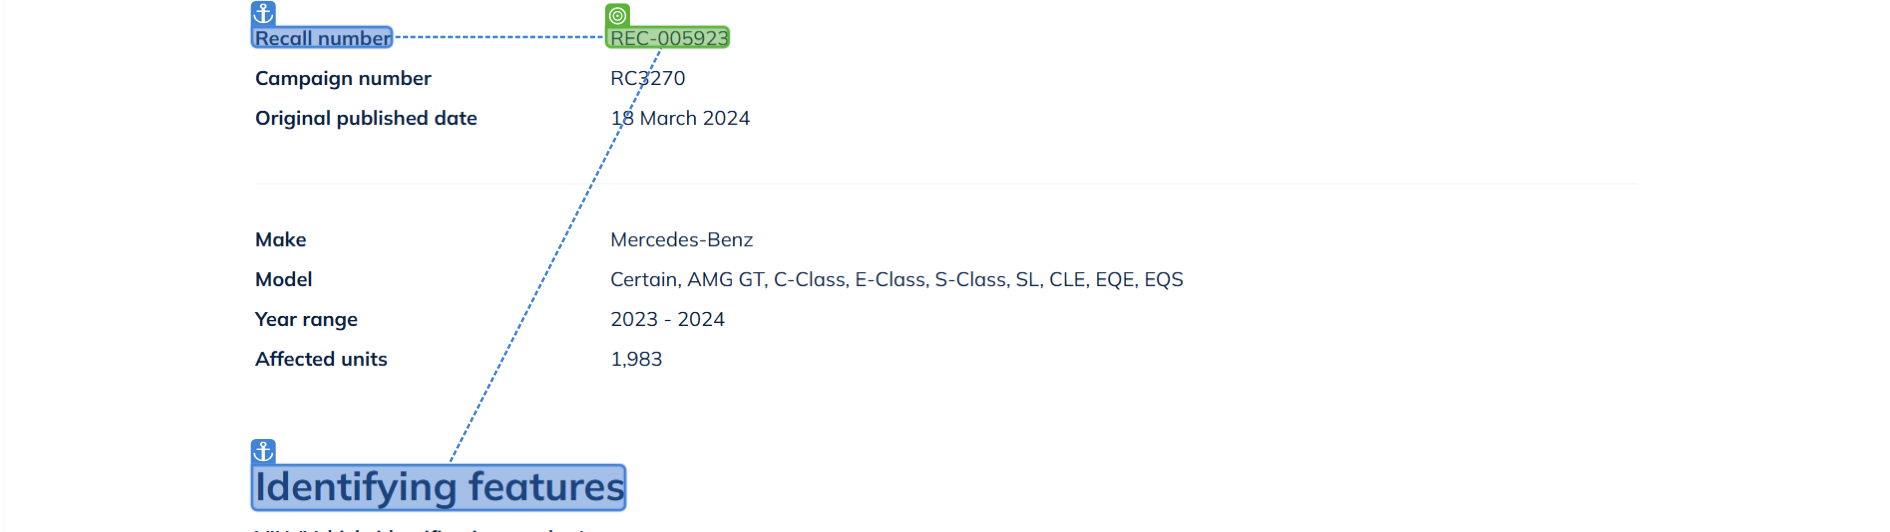 Recall number REC-005923
Campaign number RC3270
Original published date 18 March 2024
Make Mercedes-Benz
Model Certain, AMG GT, C-Class, E-Class, S-Class, SL, CLE, EQE, EQS
Year range 2023 - 2024
Affected units 1,983
Identifying features